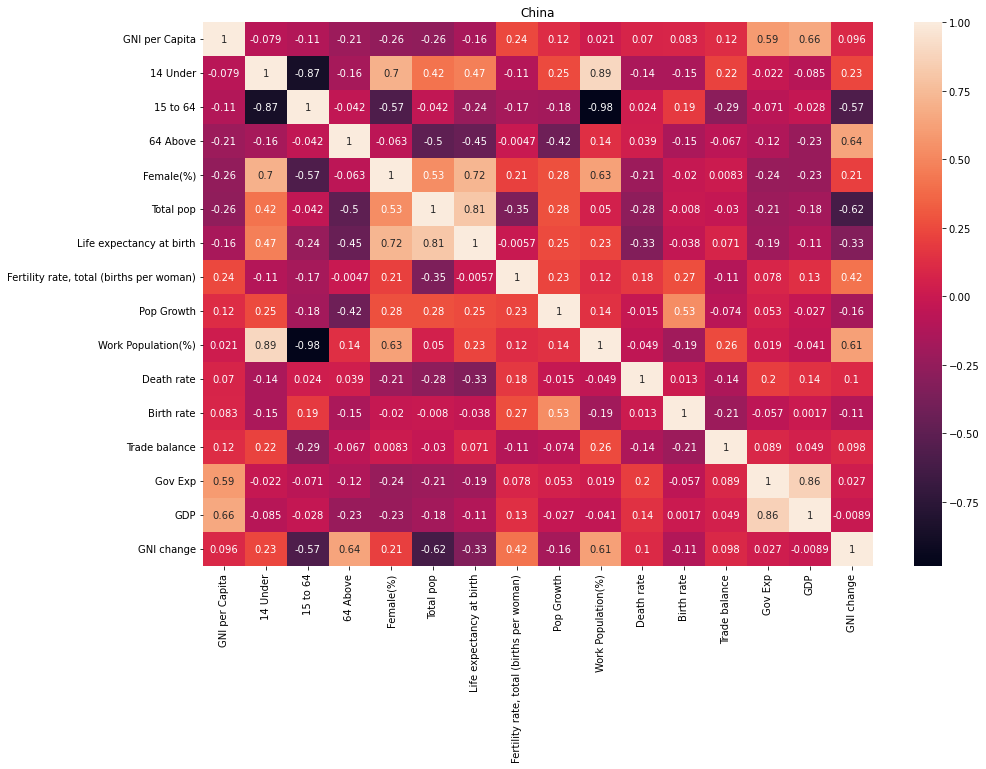 China
GNI per Capita 1 -0.079 -0.11 -0.21 -0.26 -0.26 -0.16 0.24 0.12 0.021 0.07 0.083 0.12 0.59 0.66 0.096
14 Under -0.079 1 -0.87 -0.16 0.7 0.42 0.47 -0.11 0.25 0.89 -0.14 -0.15 0.22 -0.022 -0.085 0.23
15 to 64 -0.11 -0.87 1 -0.042 -0.57 -0.042 -0.24 -0.17 -0.18 -0.98 0.024 0.19 -0.29 -0.071 -0.028 -0.57
64 Above -0.21 -0.16 -0.042 1 -0.063 -0.5 -0.45 -0.0047 -0.42 0.14 0.039 -0.15 -0.067 -0.12 -0.23 0.64
Female(%) -0.26 0.7 -0.57 -0.063 1 0.53 0.72 0.21 0.28 0.63 -0.21 -0.02 0.0083 -0.24 -0.23 0.21
Total pop -0.26 0.42 -0.042 -0.5 0.53 1 0.81 -0.35 0.28 0.05 -0.28 -0.008 -0.03 -0.21 -0.18 -0.62
Life expectancy at birth -0.16 0.47 -0.24 -0.45 0.72 0.81 1 -0.0057 0.25 0.23 -0.33 -0.038 0.071 -0.19 -0.11 -0.33
Fertility rate, total (births per woman) 0.24 -0.11 -0.17 -0.0047 0.21 -0.35 -0.0057 1 0.23 0.12 0.18 0.27 -0.11 0.078 0.13 0.42
Pop Growth 0.12 0.25 -0.18 -0.42 0.28 0.28 0.25 0.23 1 0.14 -0.015 0.53 -0.074 0.053 -0.027 -0.16
Work Population(%) 0.021 0.89 -0.98 0.14 0.63 0.05 0.23 0.12 0.14 1 -0.049 -0.19 0.26 0.019 -0.041 0.61
Death rate 0.07 -0.14 0.024 0.039 -0.21 -0.28 -0.33 0.18 -0.015 -0.049 1 0.013 -0.14 0.2 0.14 0.1
Birth rate 0.083 -0.15 0.19 -0.15 -0.02 -0.008 -0.038 0.27 0.53 -0.19 0.013 1 -0.21 -0.057 0.0017 -0.11
Trade balance 0.12 0.22 -0.29 -0.067 0.0083 -0.03 0.071 -0.11 -0.074 0.26 -0.14 -0.21 1 0.089 0.049 0.098
Gov Exp 0.59 -0.022 -0.071 -0.12 -0.24 -0.21 -0.19 0.078 0.053 0.019 0.2 -0.057 0.089 1 0.86 0.027
GDP 0.66 -0.085 -0.028 -0.23 -0.23 -0.18 -0.11 0.13 -0.027 -0.041 0.14 0.0017 0.049 0.86 1 -0.0089
GNI change 0.096 0.23 -0.57 0.64 0.21 -0.62 -0.33 0.42 -0.16 0.61 0.1 -0.11 0.098 0.027 -0.0089 1
GNI per Capita
14 Under
15 to 64
64 Above
Female(%)
Total pop
Life expectancy at birth
Fertility rate, total (births per woman)
Pop Growth
Work Population(%)
Death rate
Birth rate
Trade balance
Gov Exp
GDP
GNI change
1.00
0.75
0.50
0.25
0.00
−0.25
−0.50
−0.75